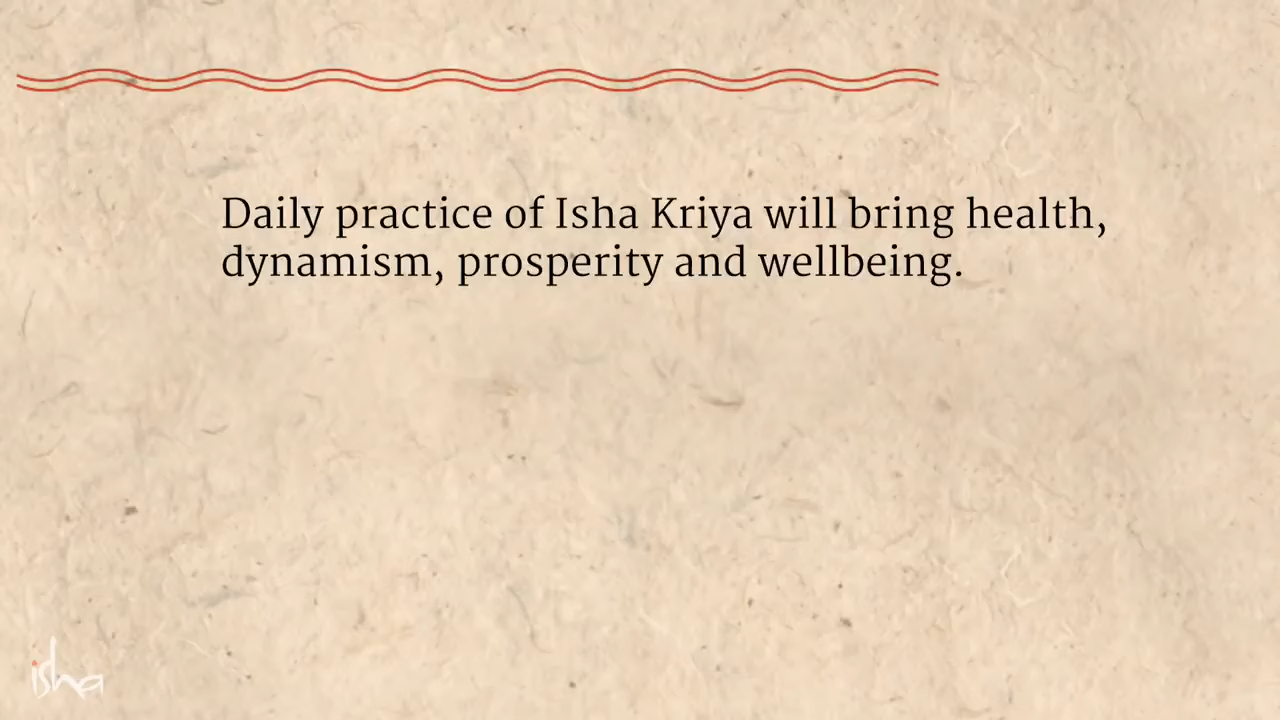 Daily practice of Isha Kriya will bring health,
dynamism, prosperity and wellbeing.
isha